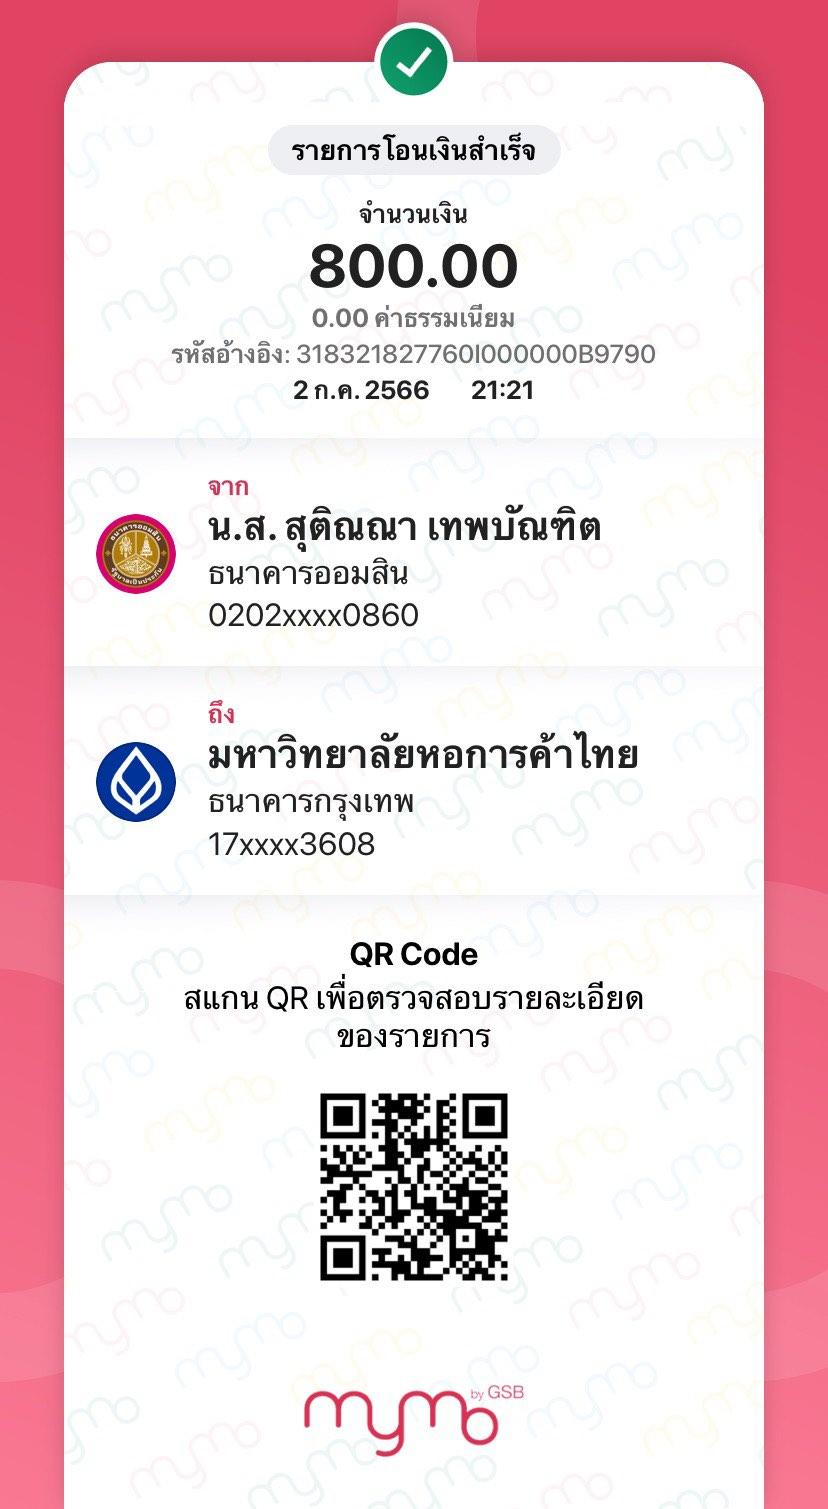 รายการโอนเงินสำเร็จ
จำนวนเงิน
800.00
0.00 ค่าธรรมเนียม
รหัสอ้างอิง: 318321827760I000000B9790
2 ก.ค. 2566 21:21
จาก
น.ส. สุติณณา เทพบัณฑิต
ธนาคารออมสิน
0202xxxx0860
ถึง
มหาวิทยาลัยหอการค้าไทย
ธนาคารกรุงเทพ
17xxxx3608
QR Code
สแกน QR เพื่อตรวจสอบรายละเอียด
ของรายการ
mymo by GSB